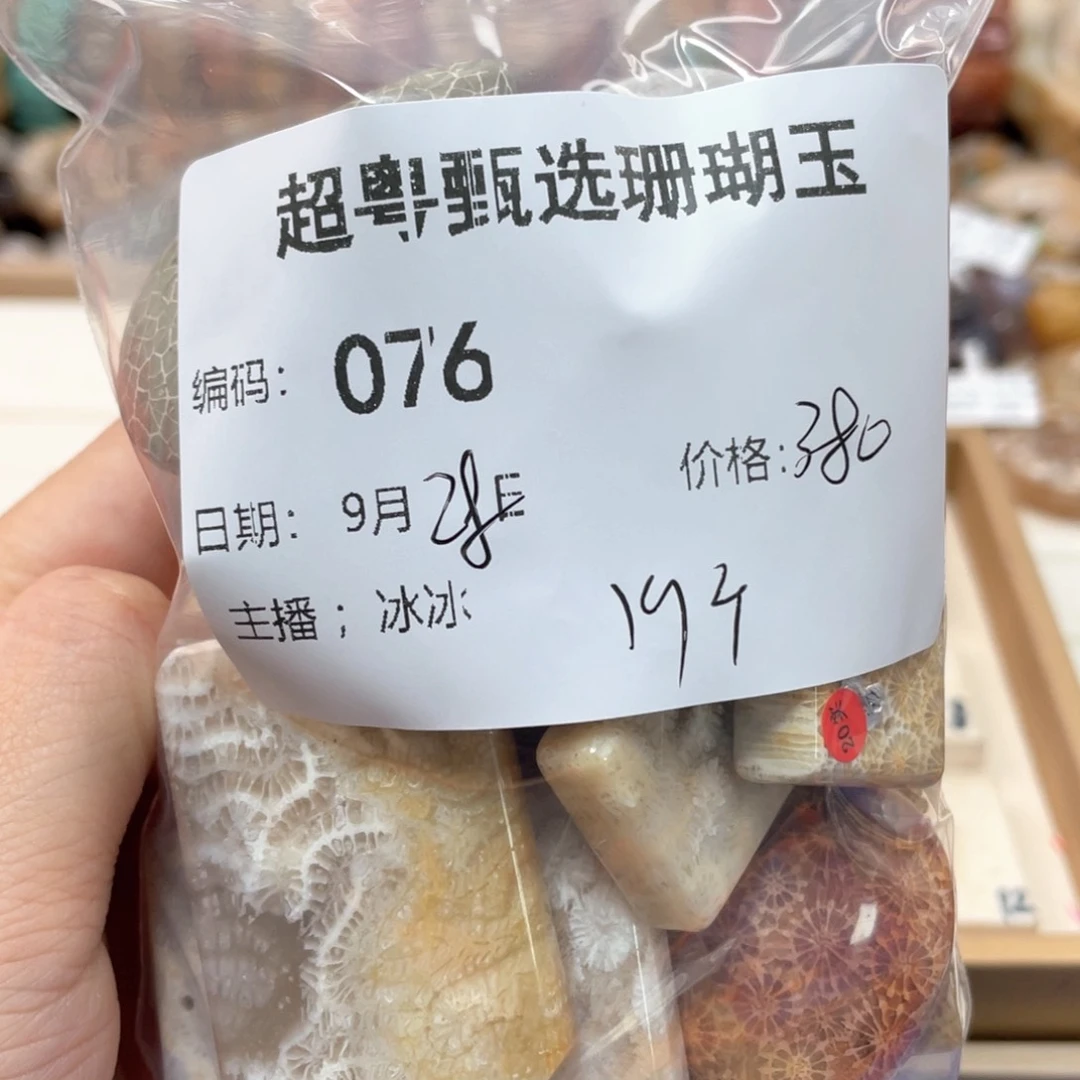 超粤甄选珊瑚玉
编码: 076
价格:380
日期: 9月28日
主播; 冰冰
194